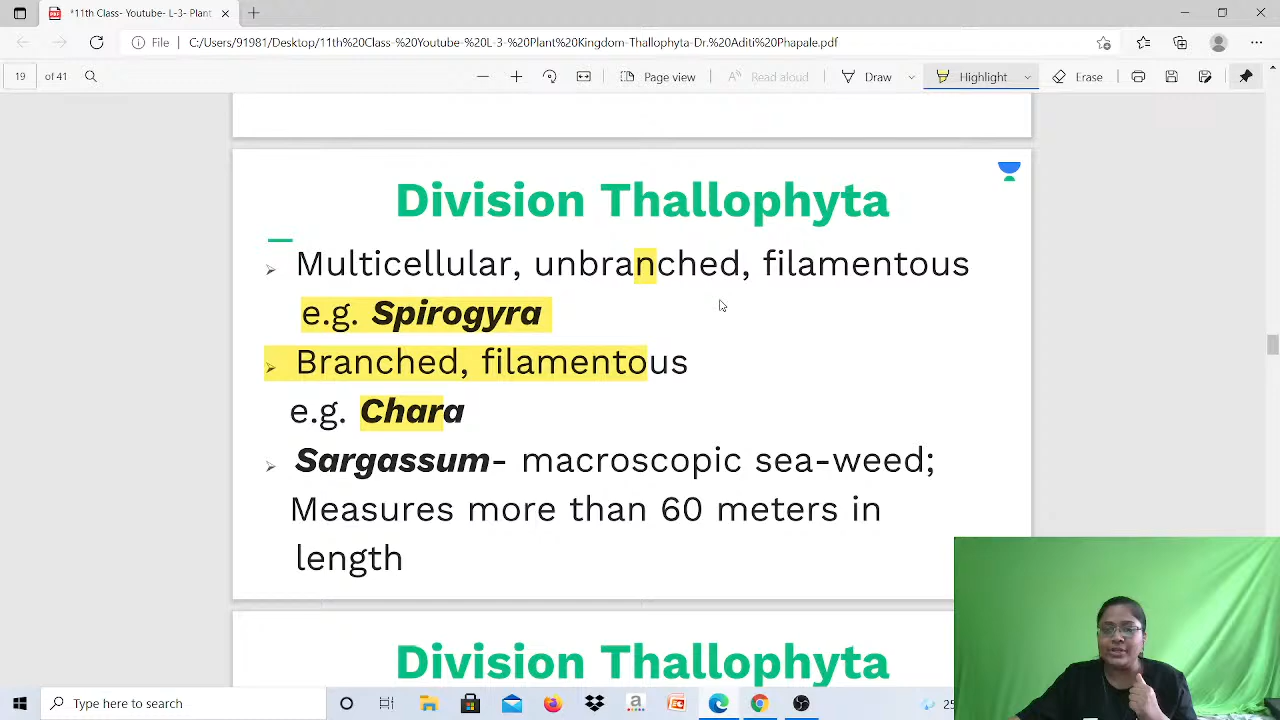 *11th Class- Youtube- L-3- Plant
File
C:/Users/91981/Desktop/11th%20Class-%20Youtube-%20L-3%20Plant%20Kingdom-Thallophyta-Dr.%20Aditi%20Phapale.pdf
19 of 41
Page view
Read aloud
Draw
Highlight
Erase
Division Thallophyta
Multicellular, unbranched, filamentous
e.g. Spirogyra
Branched, filamentous
e.g. Chara
Sargassum- macroscopic sea-weed;
Measures more than 60 meters in
length
Division Thallophyta
Type here to search